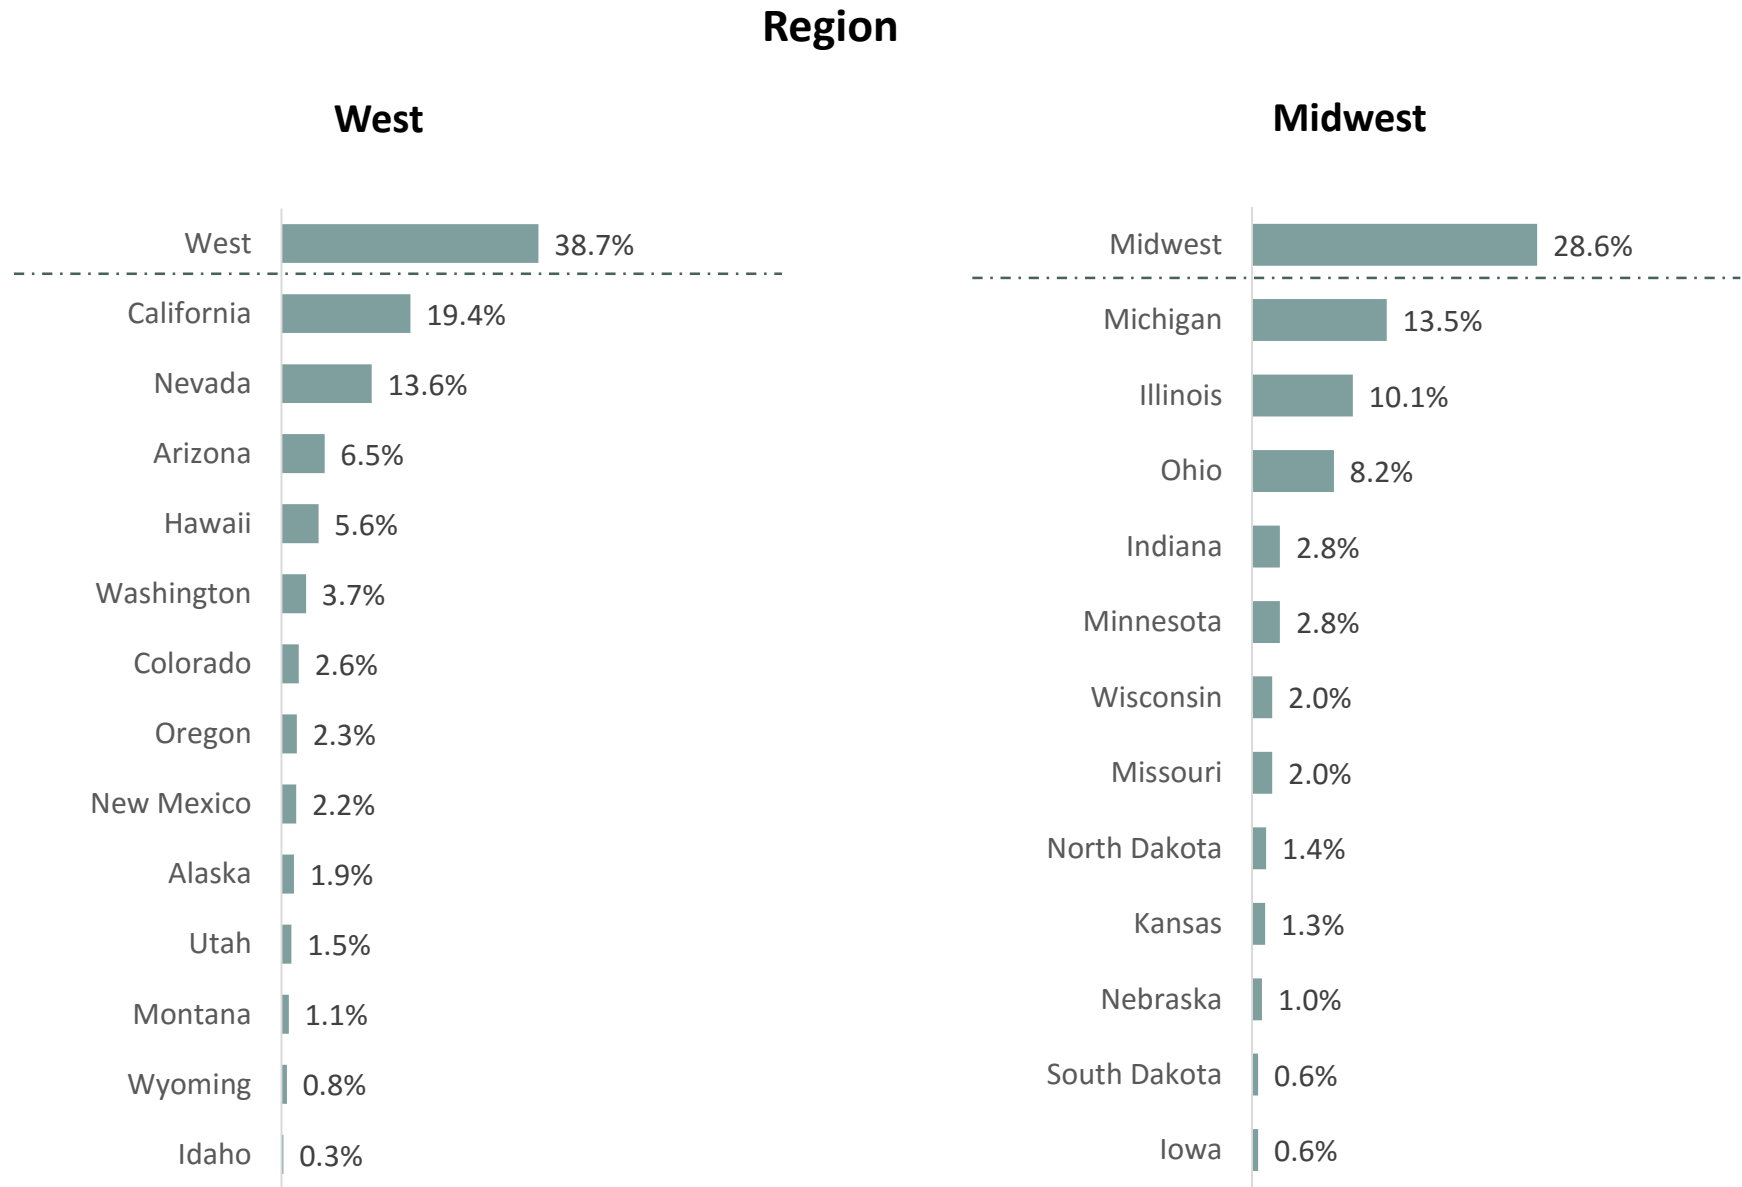 Region
West
West 38.7%
California 19.4%
Nevada 13.6%
Arizona 6.5%
Hawaii 5.6%
Washington 3.7%
Colorado 2.6%
Oregon 2.3%
New Mexico 2.2%
Alaska 1.9%
Utah 1.5%
Montana 1.1%
Wyoming 0.8%
Idaho 0.3%
Midwest
Midwest 28.6%
Michigan 13.5%
Illinois 10.1%
Ohio 8.2%
Indiana 2.8%
Minnesota 2.8%
Wisconsin 2.0%
Missouri 2.0%
North Dakota 1.4%
Kansas 1.3%
Nebraska 1.0%
South Dakota 0.6%
Iowa 0.6%